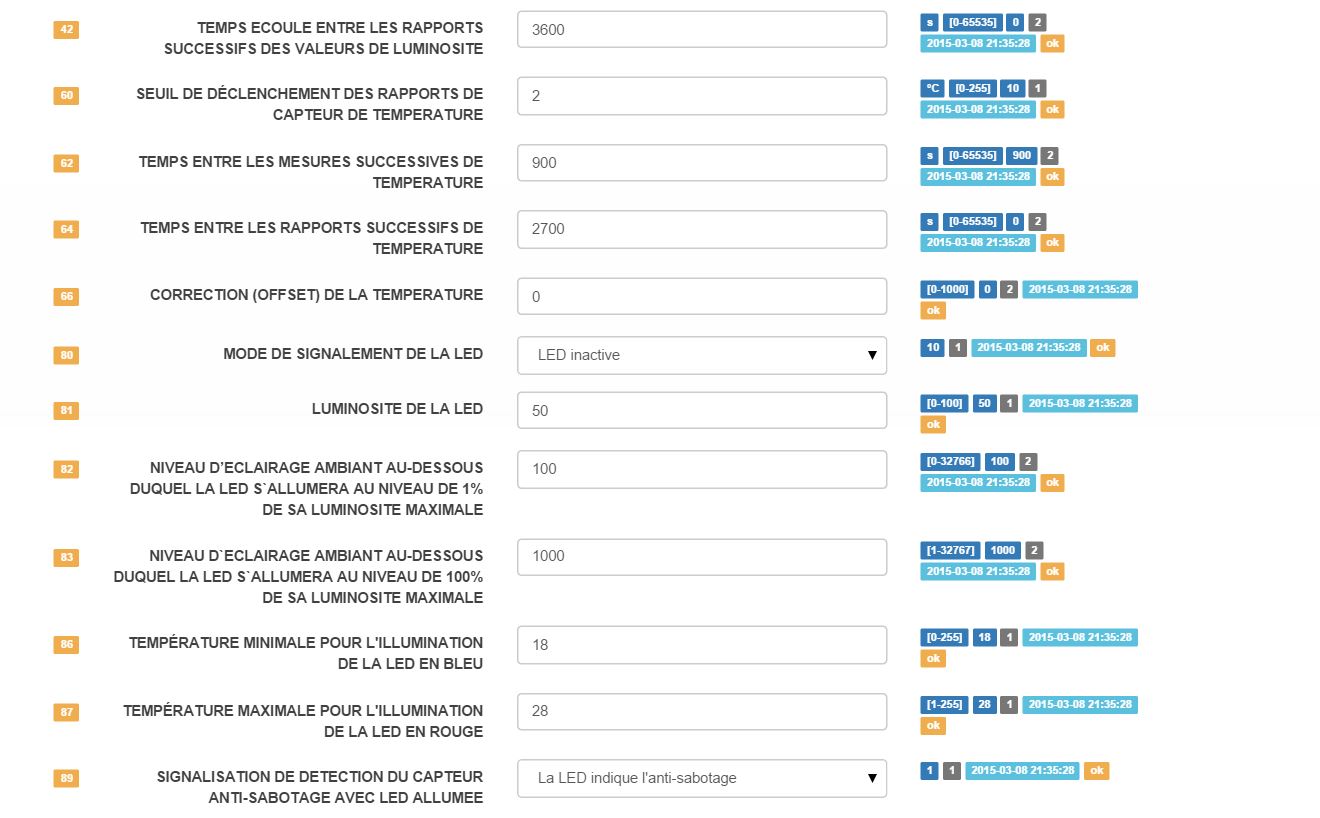 42 TEMPS ECOULE ENTRE LES RAPPORTS 3600 s [0-65535] 0 2
SUCCESSIFS DES VALEURS DE LUMINOSITE 2015-03-08 21:35:28 ok
60 SEUIL DE DÉCLENCHEMENT DES RAPPORTS DE 2 °C [0-255] 10 1
CAPTEUR DE TEMPERATURE 2015-03-08 21:35:28 ok
62 TEMPS ENTRE LES MESURES SUCCESSIVES DE 900 s [0-65535] 900 2
TEMPERATURE 2015-03-08 21:35:28 ok
64 TEMPS ENTRE LES RAPPORTS SUCCESSIFS DE 2700 s [0-65535] 0 2
TEMPERATURE 2015-03-08 21:35:28 ok
66 CORRECTION (OFFSET) DE LA TEMPERATURE 0 [0-1000] 0 2 2015-03-08 21:35:28
ok
80 MODE DE SIGNALEMENT DE LA LED LED inactive ▼ 10 1 2015-03-08 21:35:28 ok
81 LUMINOSITE DE LA LED 50 [0-100] 50 1 2015-03-08 21:35:28
ok
82 NIVEAU D’ECLAIRAGE AMBIANT AU-DESSOUS 100 [0-32766] 100 2
DUQUEL LA LED S`ALLUMERA AU NIVEAU DE 1% 2015-03-08 21:35:28 ok
DE SA LUMINOSITE MAXIMALE
83 NIVEAU D`ECLAIRAGE AMBIANT AU-DESSOUS 1000 [1-32767] 1000 2
DUQUEL LA LED S`ALLUMERA AU NIVEAU DE 100% 2015-03-08 21:35:28 ok
DE SA LUMINOSITE MAXIMALE
86 TEMPÉRATURE MINIMALE POUR L'ILLUMINATION 18 [0-255] 18 1 2015-03-08 21:35:28
DE LA LED EN BLEU ok
87 TEMPÉRATURE MAXIMALE POUR L'ILLUMINATION 28 [1-255] 28 1 2015-03-08 21:35:28
DE LA LED EN ROUGE ok
89 SIGNALISATION DE DETECTION DU CAPTEUR La LED indique l'anti-sabotage ▼ 1 1 2015-03-08 21:35:28 ok
ANTI-SABOTAGE AVEC LED ALLUMEE